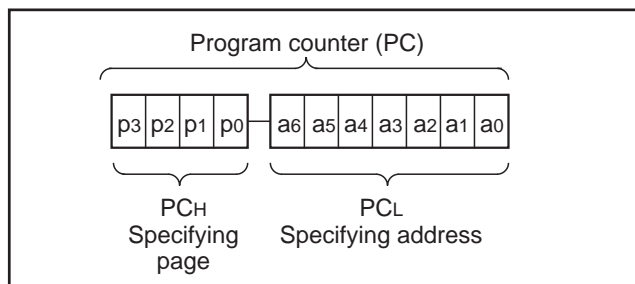 Program counter (PC)
p3 p2 p1 p0 a6 a5 a4 a3 a2 a1 a0
PCH PCL
Specifying page Specifying address